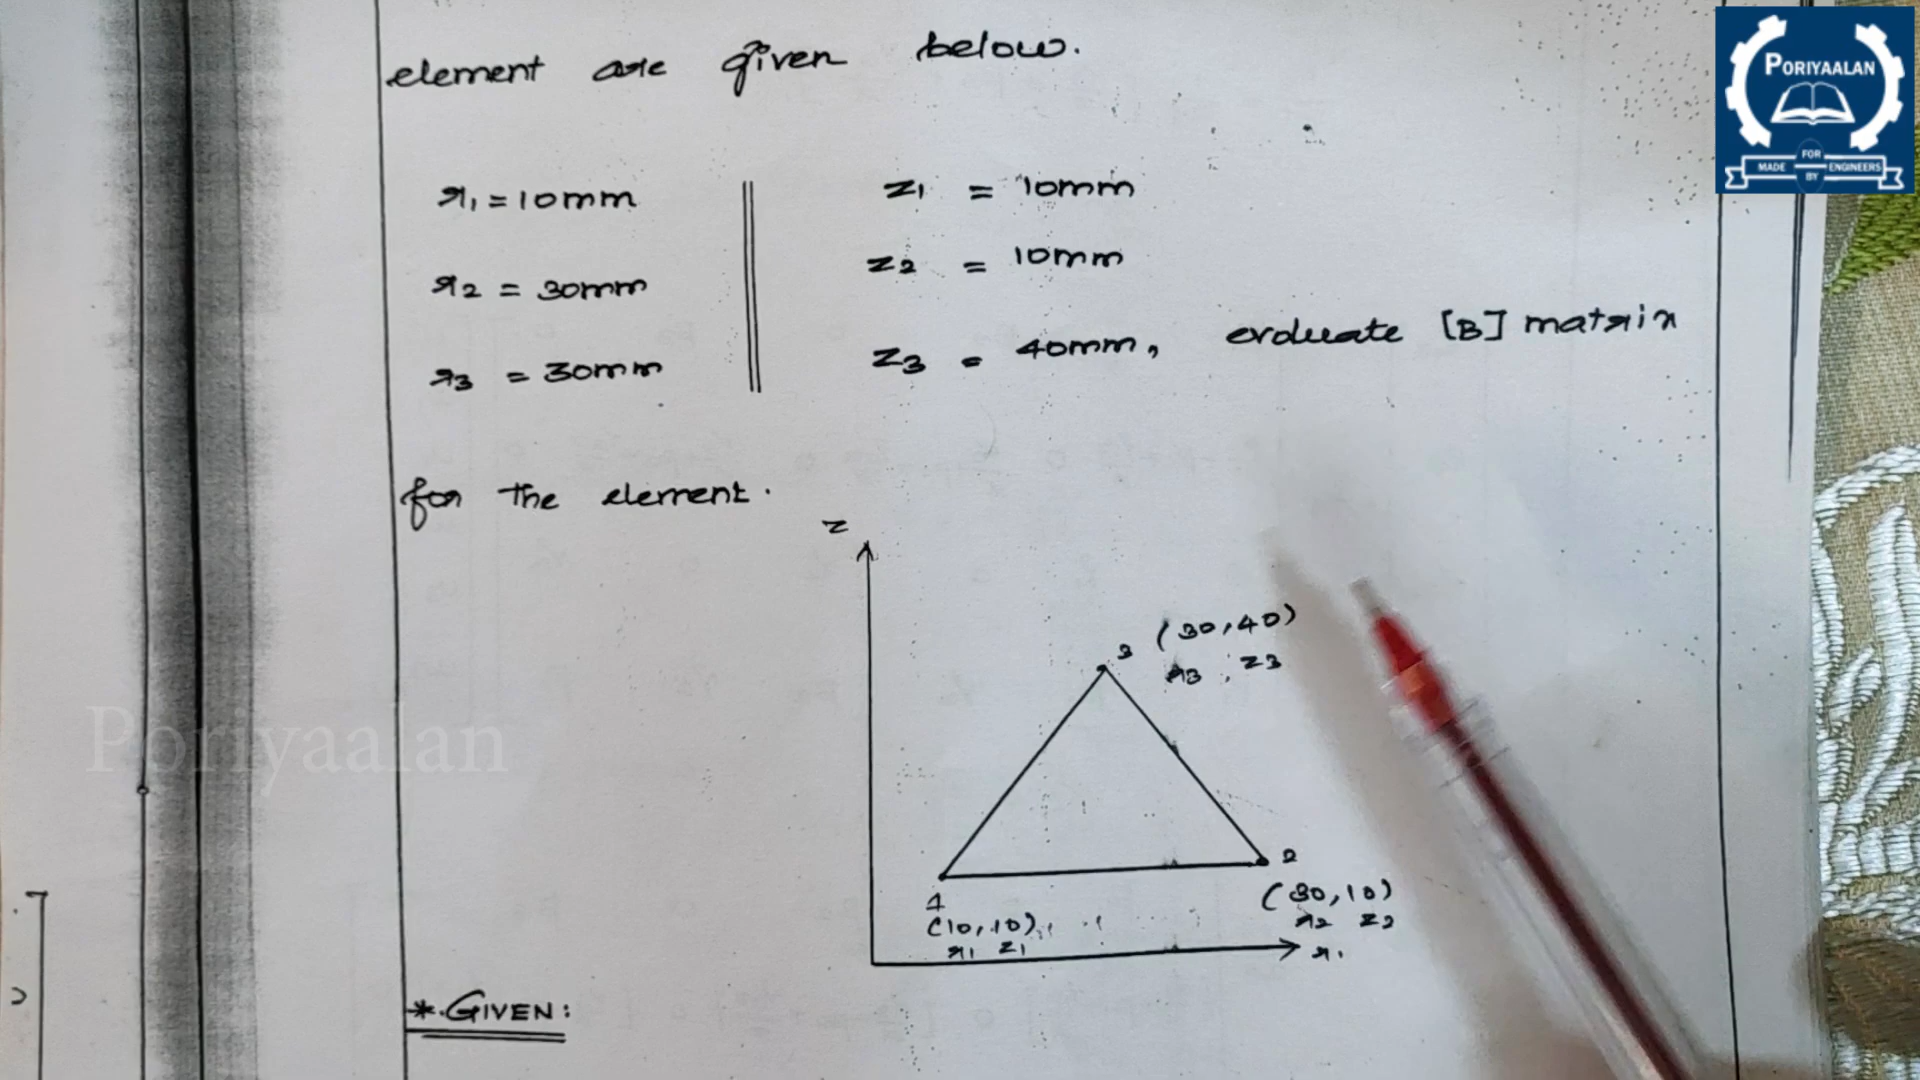 element are given below.
r1 = 10mm
z1 = 10mm
r2 = 30mm
z2 = 10mm
r3 = 30mm
z3 = 40mm, evaluate [B] matrix
for the element.
z
3 (30,40)
r3, z3
2
1
(10,10)
r1 z1
(30,10)
r2 z2
r
*. GIVEN:
PORIYAALAN
MADE FOR BY ENGINEERS
Poriyaalan